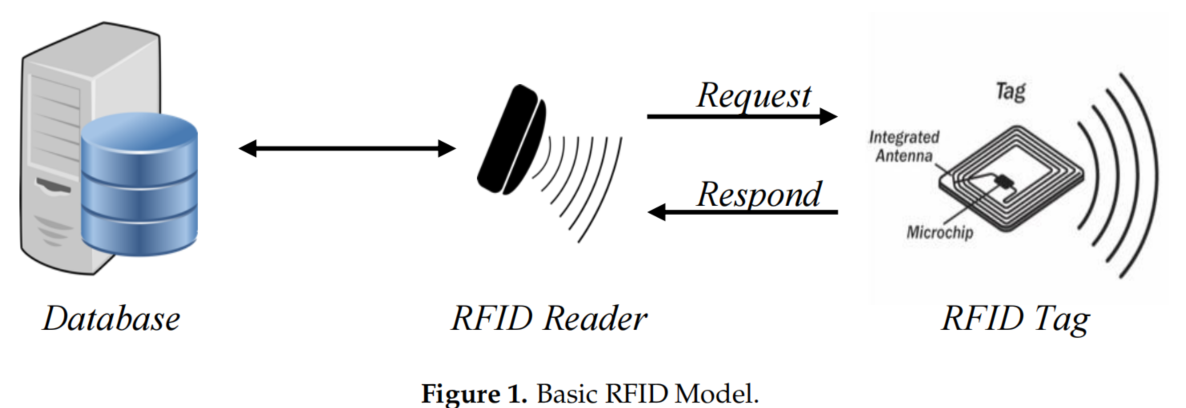 Request
Tag
Integrated
Antenna
Respond
Microchip
Database
RFID Reader
RFID Tag
Figure 1. Basic RFID Model.